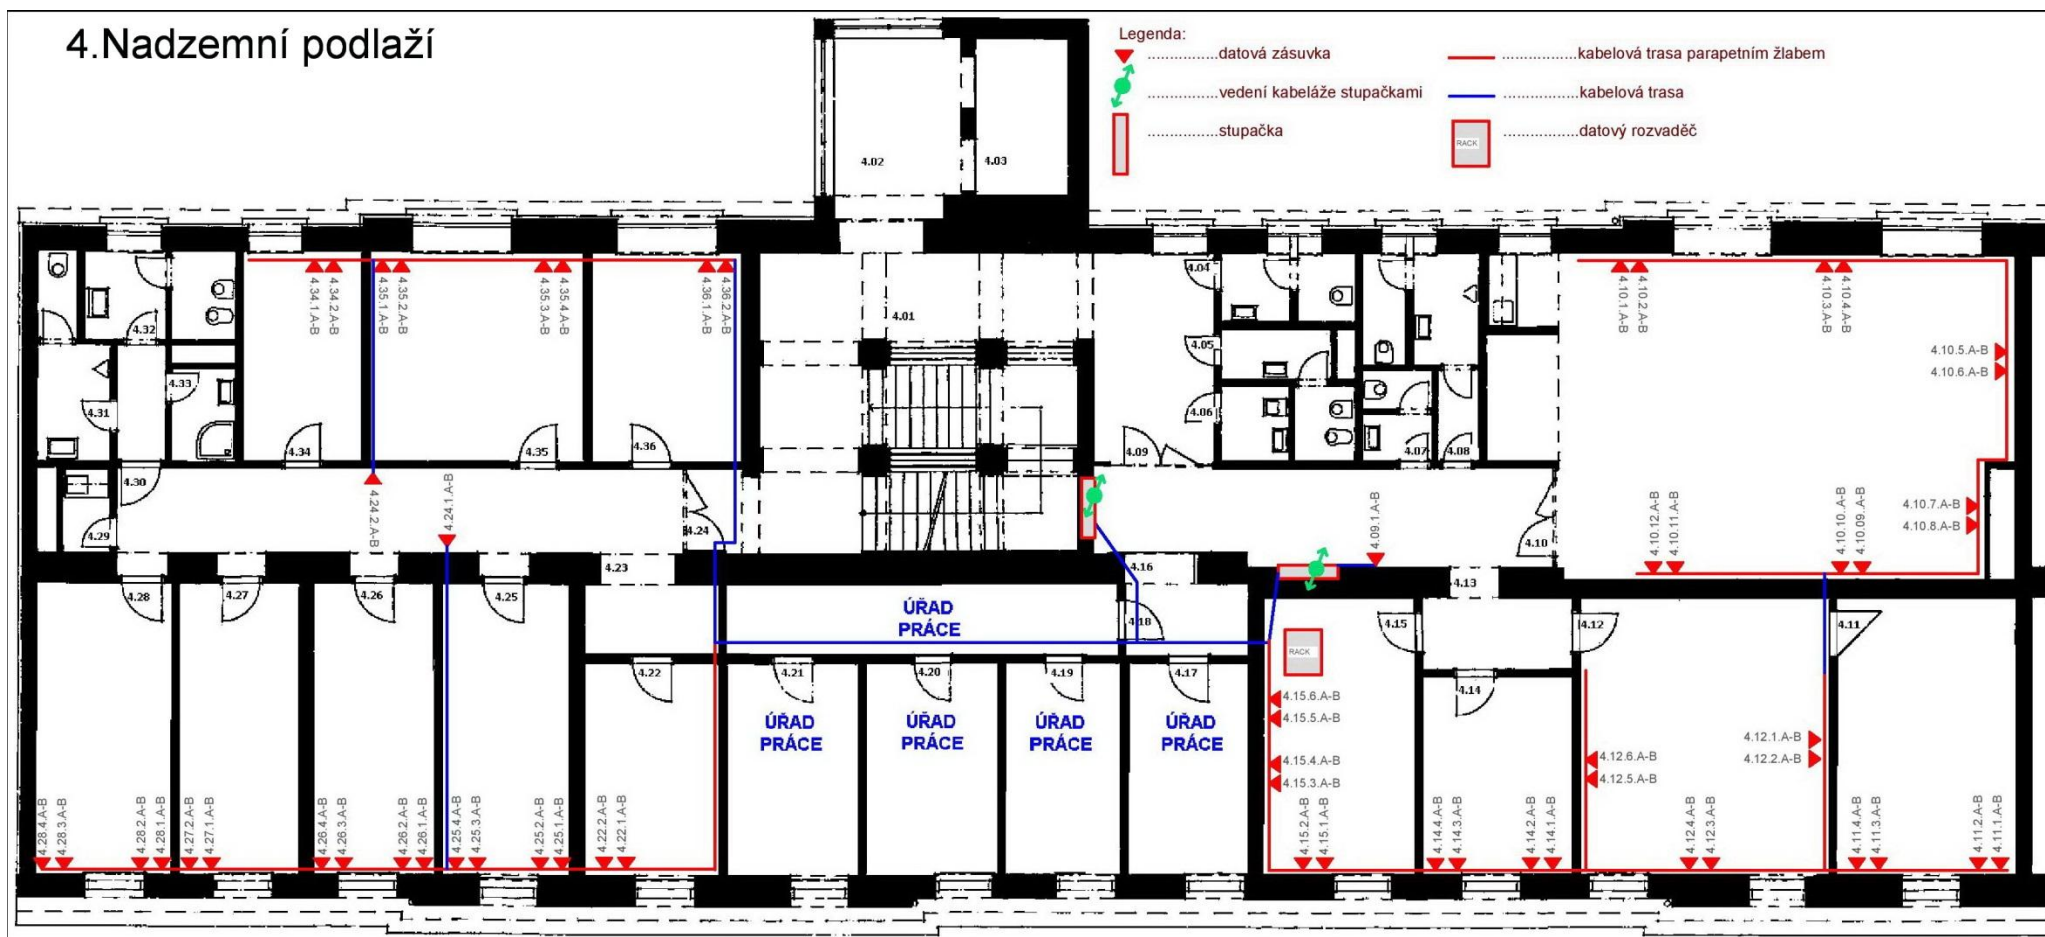 4.Nadzemní podlaží
Legenda:
..............datová zásuvka
..............vedení kabeláže stupačkami
..............stupačka
...............kabelová trasa parapetním žlabem
...............kabelová trasa
...............datový rozvaděč
RACK
4.02
4.03
4.01
4.04
4.05
4.06
4.07
4.08
4.09
4.10
4.32
4.33
4.31
4.30
4.29
4.34
4.35
4.36
4.24
4.34.1.A-B
4.34.2.A-B
4.35.1.A-B
4.35.2.A-B
4.35.3.A-B
4.35.4.A-B
4.36.1.A-B
4.36.2.A-B
4.24.2.A-B
4.24.1.A-B
4.09.1.A-B
4.10.1.A-B
4.10.2.A-B
4.10.3.A-B
4.10.4.A-B
4.10.5.A-B
4.10.6.A-B
4.10.7.A-B
4.10.8.A-B
4.10.12.A-B
4.10.11.A-B
4.10.10.A-B
4.10.09.A-B
4.28
4.27
4.26
4.25
4.23
4.16
4.13
4.18
4.15
4.12
4.11
ÚŘAD
PRÁCE
RACK
4.22
4.21
4.20
4.19
4.17
4.14
ÚŘAD
PRÁCE
ÚŘAD
PRÁCE
ÚŘAD
PRÁCE
ÚŘAD
PRÁCE
4.15.6.A-B
4.15.5.A-B
4.15.4.A-B
4.15.3.A-B
4.12.1.A-B
4.12.2.A-B
4.12.6.A-B
4.12.5.A-B
4.28.4.A-B
4.28.3.A-B
4.28.2.A-B
4.28.1.A-B
4.27.2.A-B
4.27.1.A-B
4.26.4.A-B
4.26.3.A-B
4.26.2.A-B
4.26.1.A-B
4.25.4.A-B
4.25.3.A-B
4.25.2.A-B
4.25.1.A-B
4.22.2.A-B
4.22.1.A-B
4.15.2.A-B
4.15.1.A-B
4.14.4.A-B
4.14.3.A-B
4.14.2.A-B
4.14.1.A-B
4.12.4.A-B
4.12.3.A-B
4.11.4.A-B
4.11.3.A-B
4.11.2.A-B
4.11.1.A-B